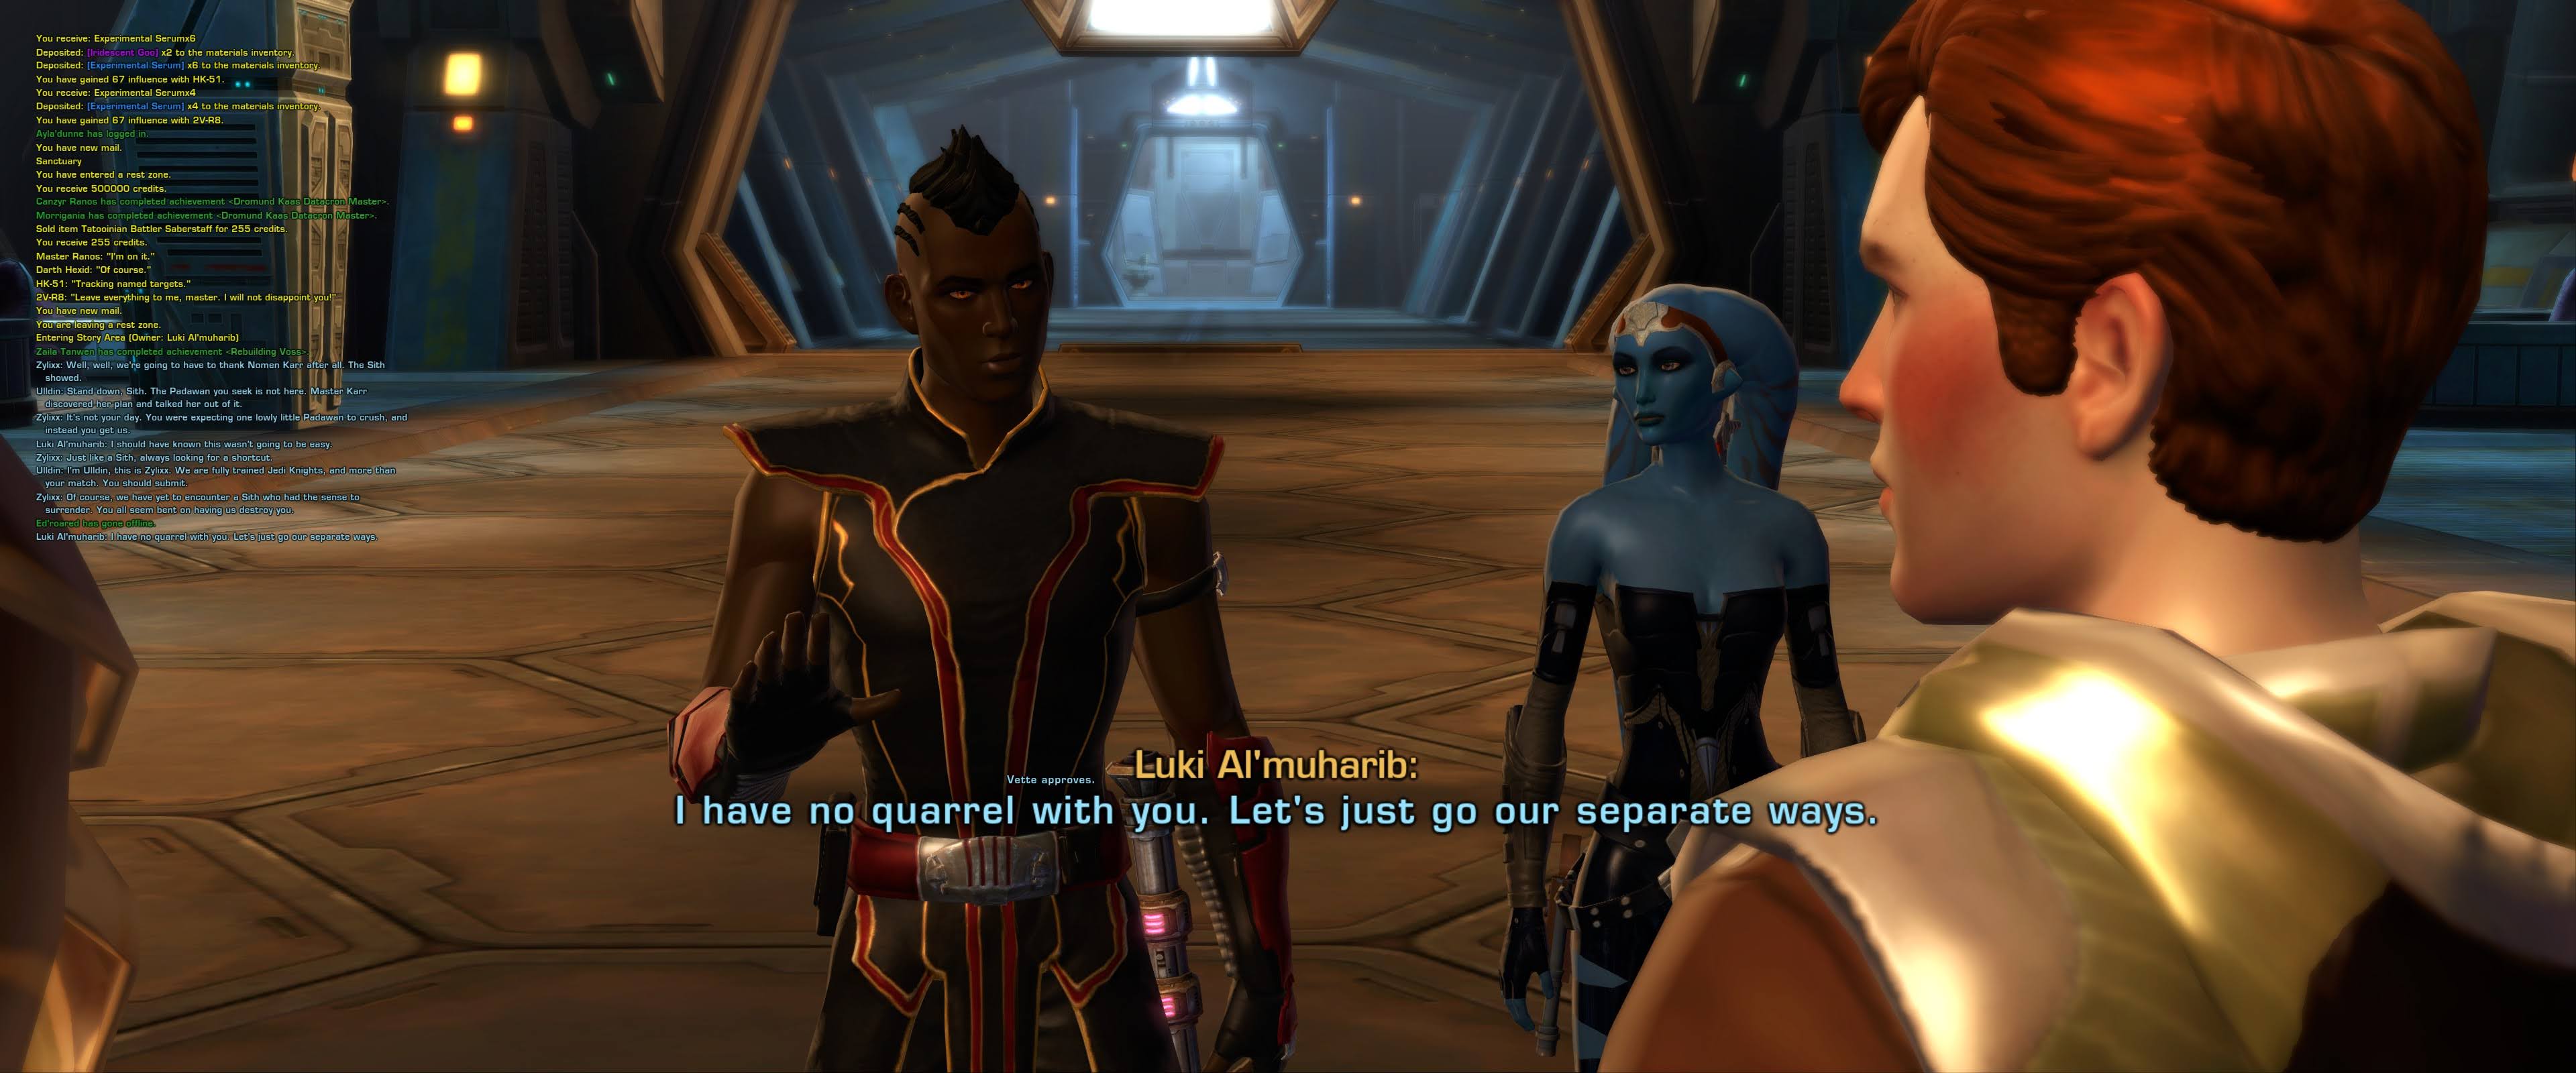 You receive: Experimental Serumx6
Deposited: [Iridescent Goo] x2 to the materials inventory.
Deposited: [Experimental Serum] x6 to the materials inventory.
You have gained 67 influence with HK-51.
You receive: Experimental Serumx4
Deposited: [Experimental Serum] x4 to the materials inventory.
You have gained 67 influence with 2V-R8.
Ayla'dunne has logged in.
You have new mail.
Sanctuary
You have entered a rest zone.
You receive 500000 credits.
Canzyr Ranos has completed achievement <Dromund Kaas Datacron Master>.
Morrigania has completed achievement <Dromund Kaas Datacron Master>.
Sold item Tatooinian Battler Saberstaff for 255 credits.
You receive 255 credits.
Master Ranos: "I'm on it."
Darth Hexid: "Of course."
HK-51: "Tracking named targets."
2V-R8: "Leave everything to me, master. I will not disappoint you!"
You have new mail.
You are leaving a rest zone.
Entering Story Area (Owner: Luki Al'muharib)
Zaila Tanwen has completed achievement <Rebuilding Voss>.
Zylixx: Well, well, we're going to have to thank Nomen Karr after all. The Sith
showed.
Ulldin: Stand down, Sith. The Padawan you seek is not here. Master Karr
discovered her plan and talked her out of it.
Zylixx: It's not your day. You were expecting one lowly little Padawan to crush, and
instead you get us.
Luki Al'muharib: I should have known this wasn't going to be easy.
Zylixx: Just like a Sith, always looking for a shortcut.
Ulldin: I'm Ulldin, this is Zylixx. We are fully trained Jedi Knights, and more than
your match. You should submit.
Zylixx: Of course, we have yet to encounter a Sith who had the sense to
surrender. You all seem bent on having us destroy you.
Ed'roared has gone offline.
Luki Al'muharib: I have no quarrel with you. Let's just go our separate ways.
Luki Al'muharib:
Vette approves.
I have no quarrel with you. Let's just go our separate ways.